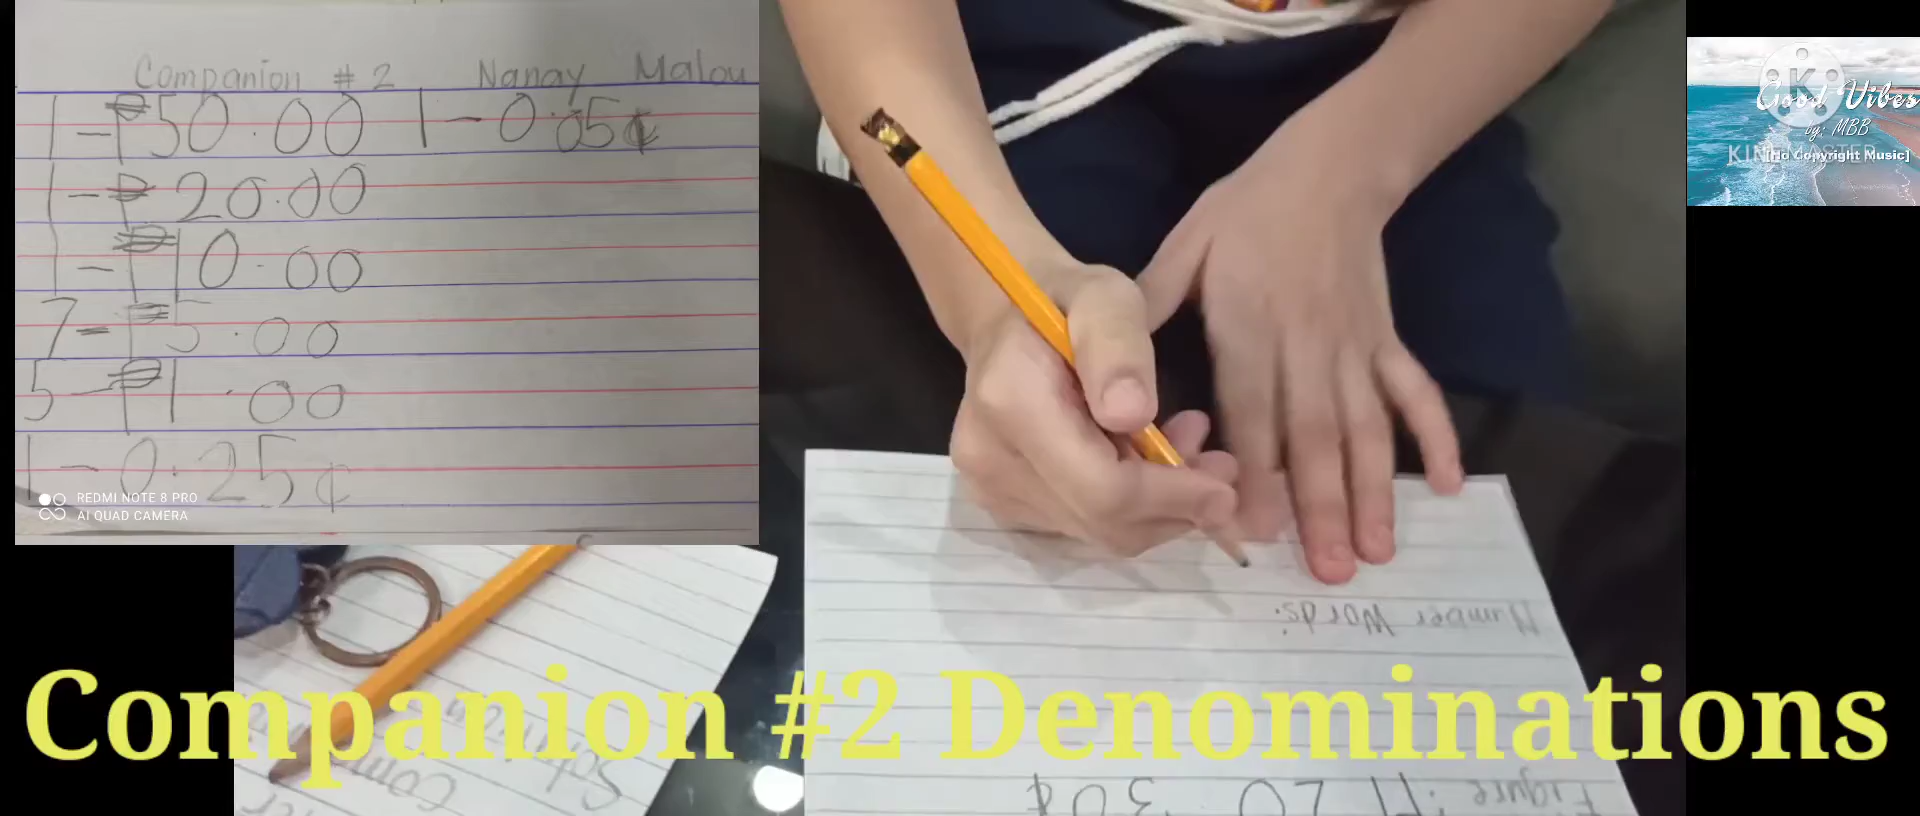 Companion # 2 Nanay Malou
1 - ₱50.00 1 - 0.05¢
1 - ₱20.00
1 - ₱10.00
7 - ₱5.00
5 - ₱1.00
1 - 0.25¢
REDMI NOTE 8 PRO
AI QUAD CAMERA
Good Vibes
by: MBB
[No Copyright Music]
KINEMASTER
Number Words:
Companion #2 Denominations